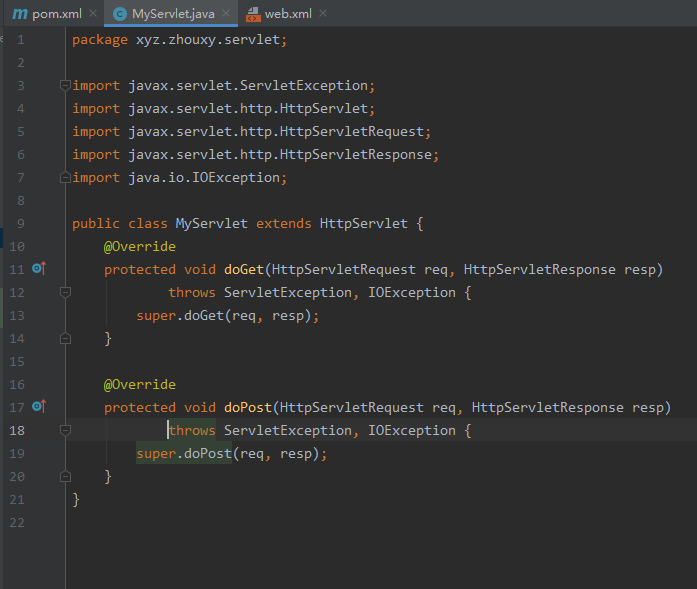 pom.xml MyServlet.java web.xml
1 package xyz.zhouxy.servlet;
2
3 import javax.servlet.ServletException;
4 import javax.servlet.http.HttpServlet;
5 import javax.servlet.http.HttpServletRequest;
6 import javax.servlet.http.HttpServletResponse;
7 import java.io.IOException;
8
9 public class MyServlet extends HttpServlet {
10 @Override
11 protected void doGet(HttpServletRequest req, HttpServletResponse resp)
12 throws ServletException, IOException {
13 super.doGet(req, resp);
14 }
15
16 @Override
17 protected void doPost(HttpServletRequest req, HttpServletResponse resp)
18 throws ServletException, IOException {
19 super.doPost(req, resp);
20 }
21 }
22